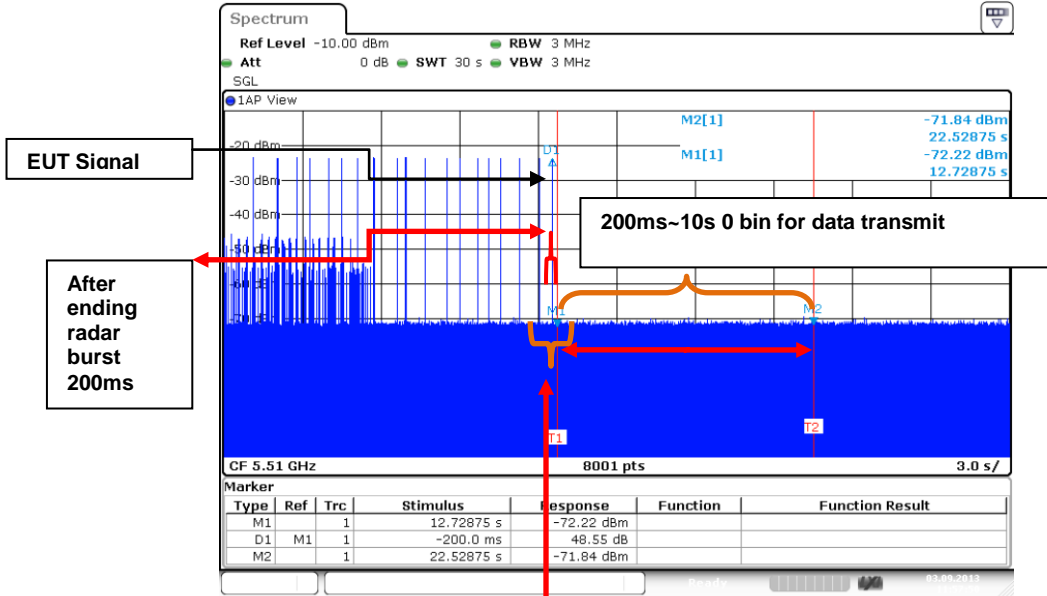 Spectrum
Ref Level -10.00 dBm RBW 3 MHz
Att 0 dB SWT 30 s VBW 3 MHz
SGL
1AP View
M2[1] -71.84 dBm
22.52875 s
M1[1] -72.22 dBm
12.72875 s
-20 dBm
D1
EUT Signal
-30 dBm
-40 dBm
200ms~10s 0 bin for data transmit
-50 dBm
After
ending
radar
burst
200ms
-60 dBm
M1 M2
T1
T2
CF 5.51 GHz 8001 pts 3.0 s/
Marker
Type Ref Trc Stimulus Response Function Function Result
M1 1 12.72875 s -72.22 dBm
D1 M1 1 -200.0 ms 48.55 dB
M2 1 22.52875 s -71.84 dBm
Ready 03.09.2013